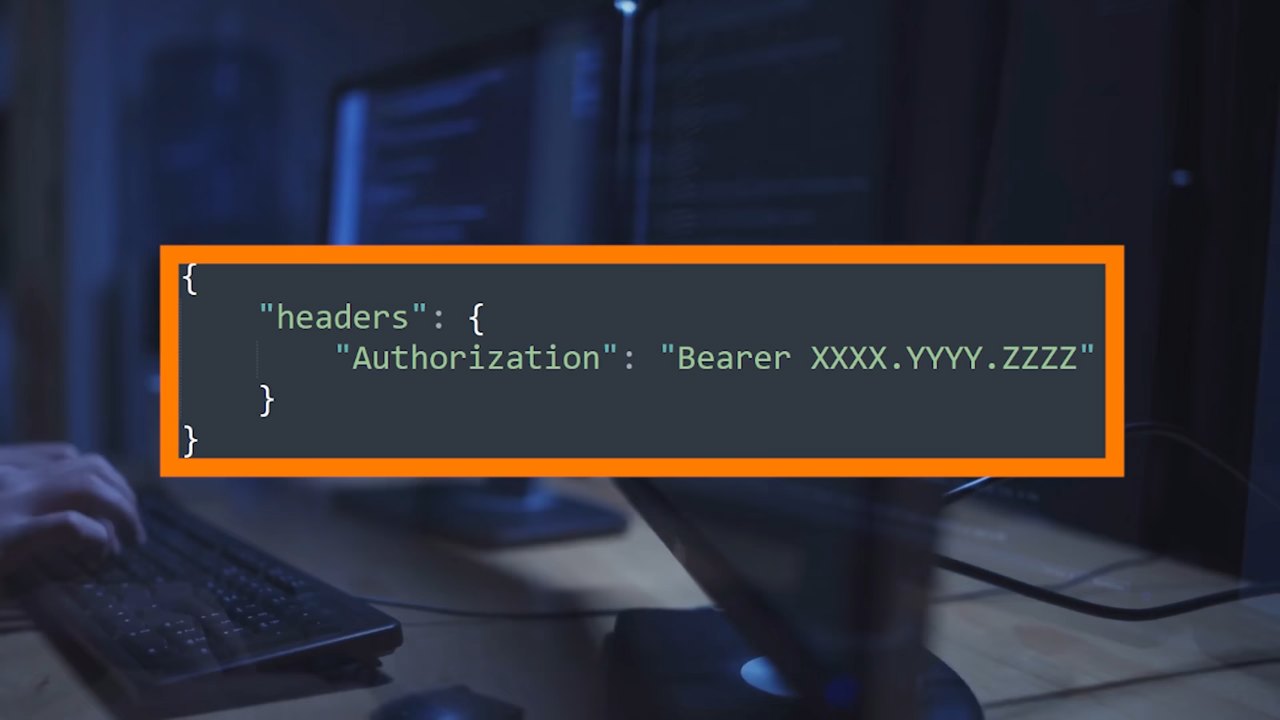 {
"headers": {
"Authorization": "Bearer XXXX.YYYY.ZZZZ"
}
}